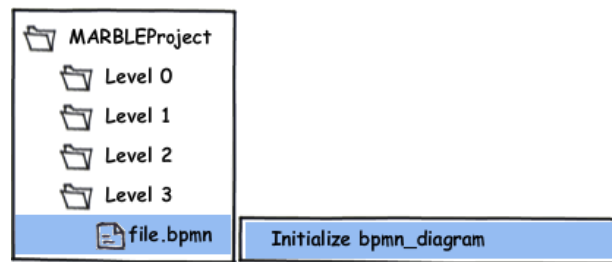 MARBLEProject
Level 0
Level 1
Level 2
Level 3
file.bpmn
Initialize bpmn_diagram